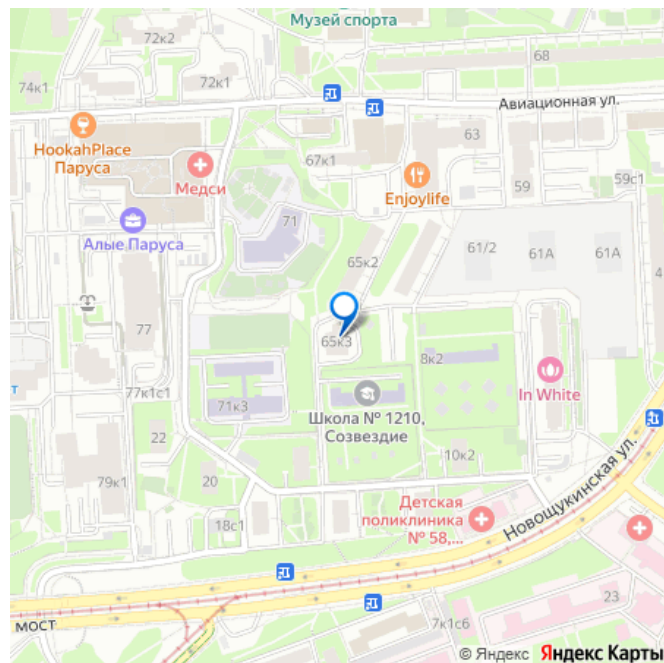 Музей спорта
72к2
68
74к1
72к1
Авиационная ул.
HookahPlace
Паруса
63
67к1
Медси
Enjoylife
59
59с1
Алые Паруса
71
65к2
61/2
61А
61А
4
77
65к3
8к2
In White
т
77к1с1
71к3
Школа № 1210,
Созвездие
22
20
10к2
79к1
Новощукинская ул.
Детская
поликлиника
№ 58,...
18с1
мост
7к1с6
23
© Яндекс Яндекс Карты